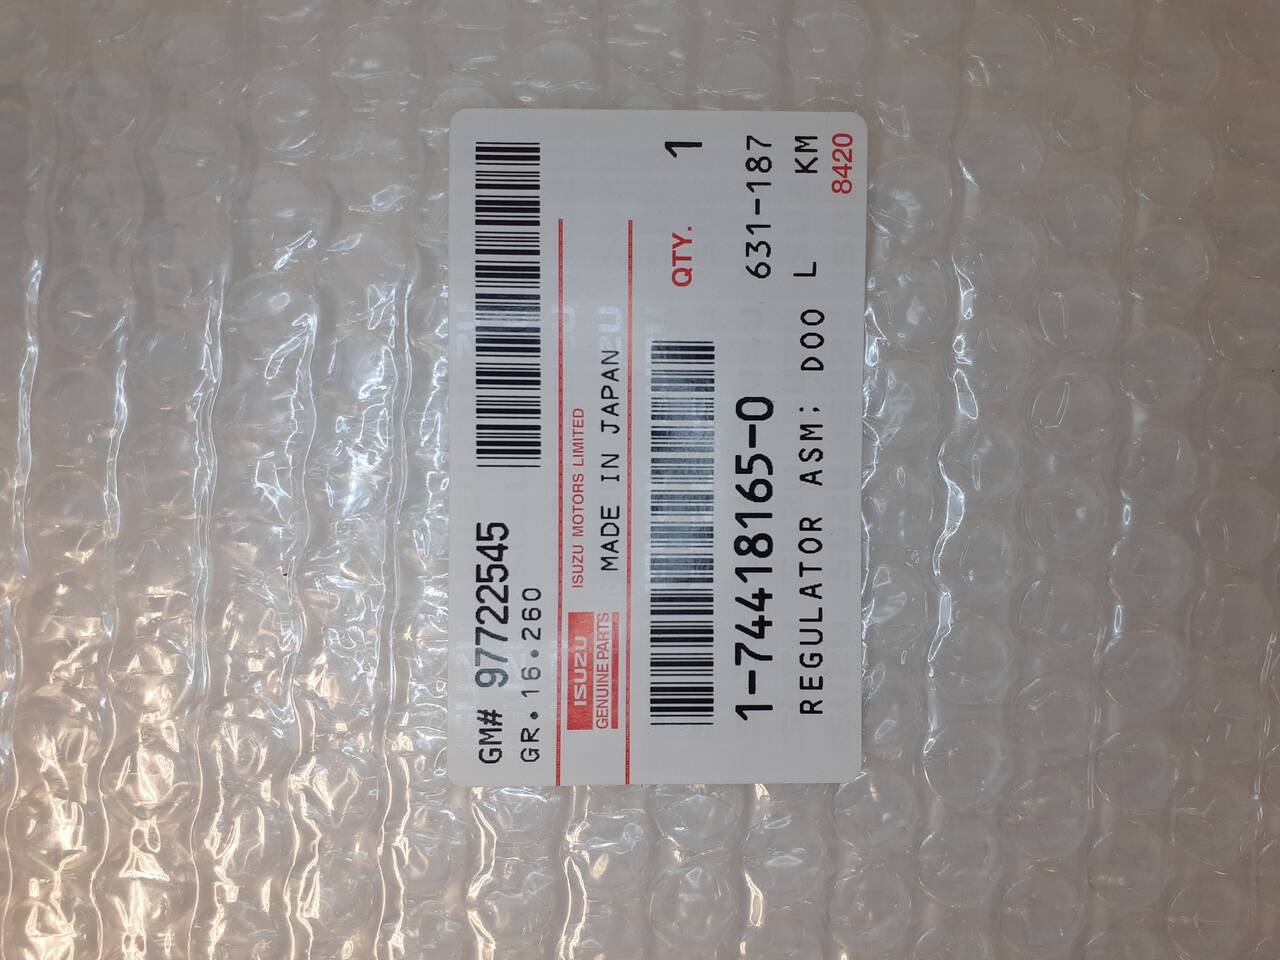 GM# 97722545
GR. 16.260
ISUZU
GENUINE PARTS
ISUZU MOTORS LIMITED
MADE IN JAPAN
QTY. 1
1-74418165-0 631-187
REGULATOR ASM; DOO L KM
8420